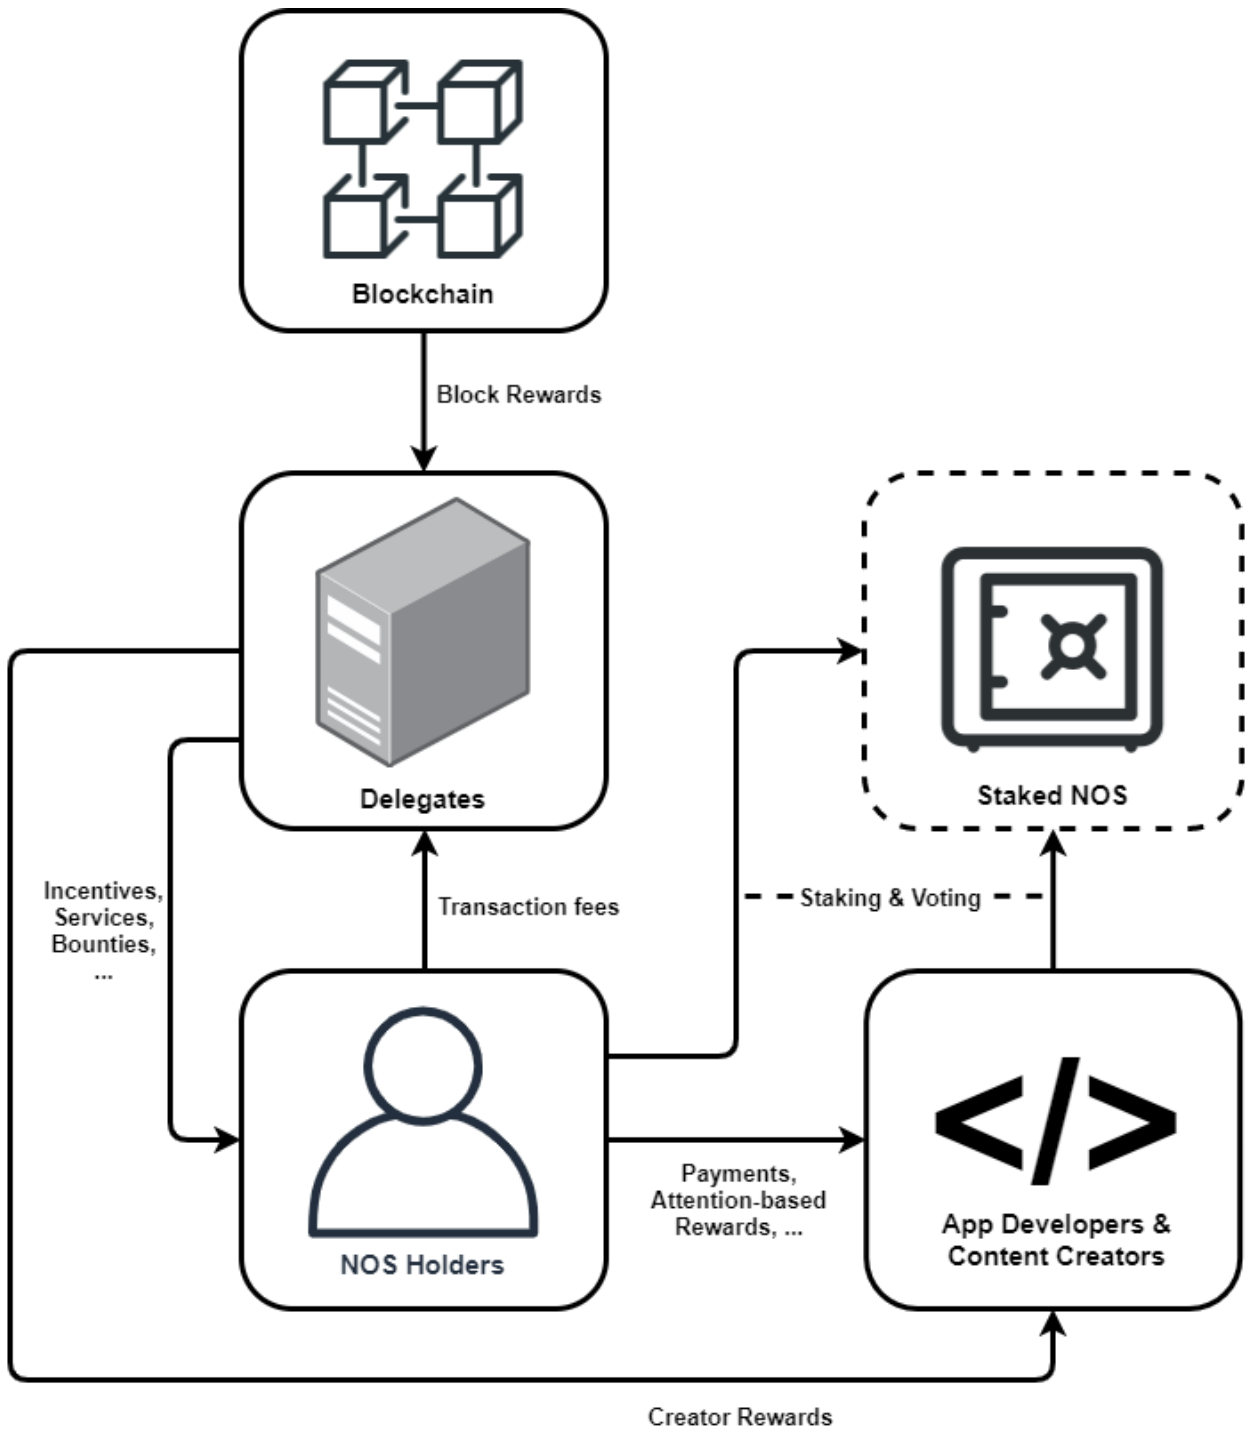 Blockchain
Block Rewards
Delegates
Staked NOS
Incentives,
Services,
Bounties,
...
Transaction fees
Staking & Voting
NOS Holders
Payments,
Attention-based
Rewards, ...
</>
App Developers &
Content Creators
Creator Rewards